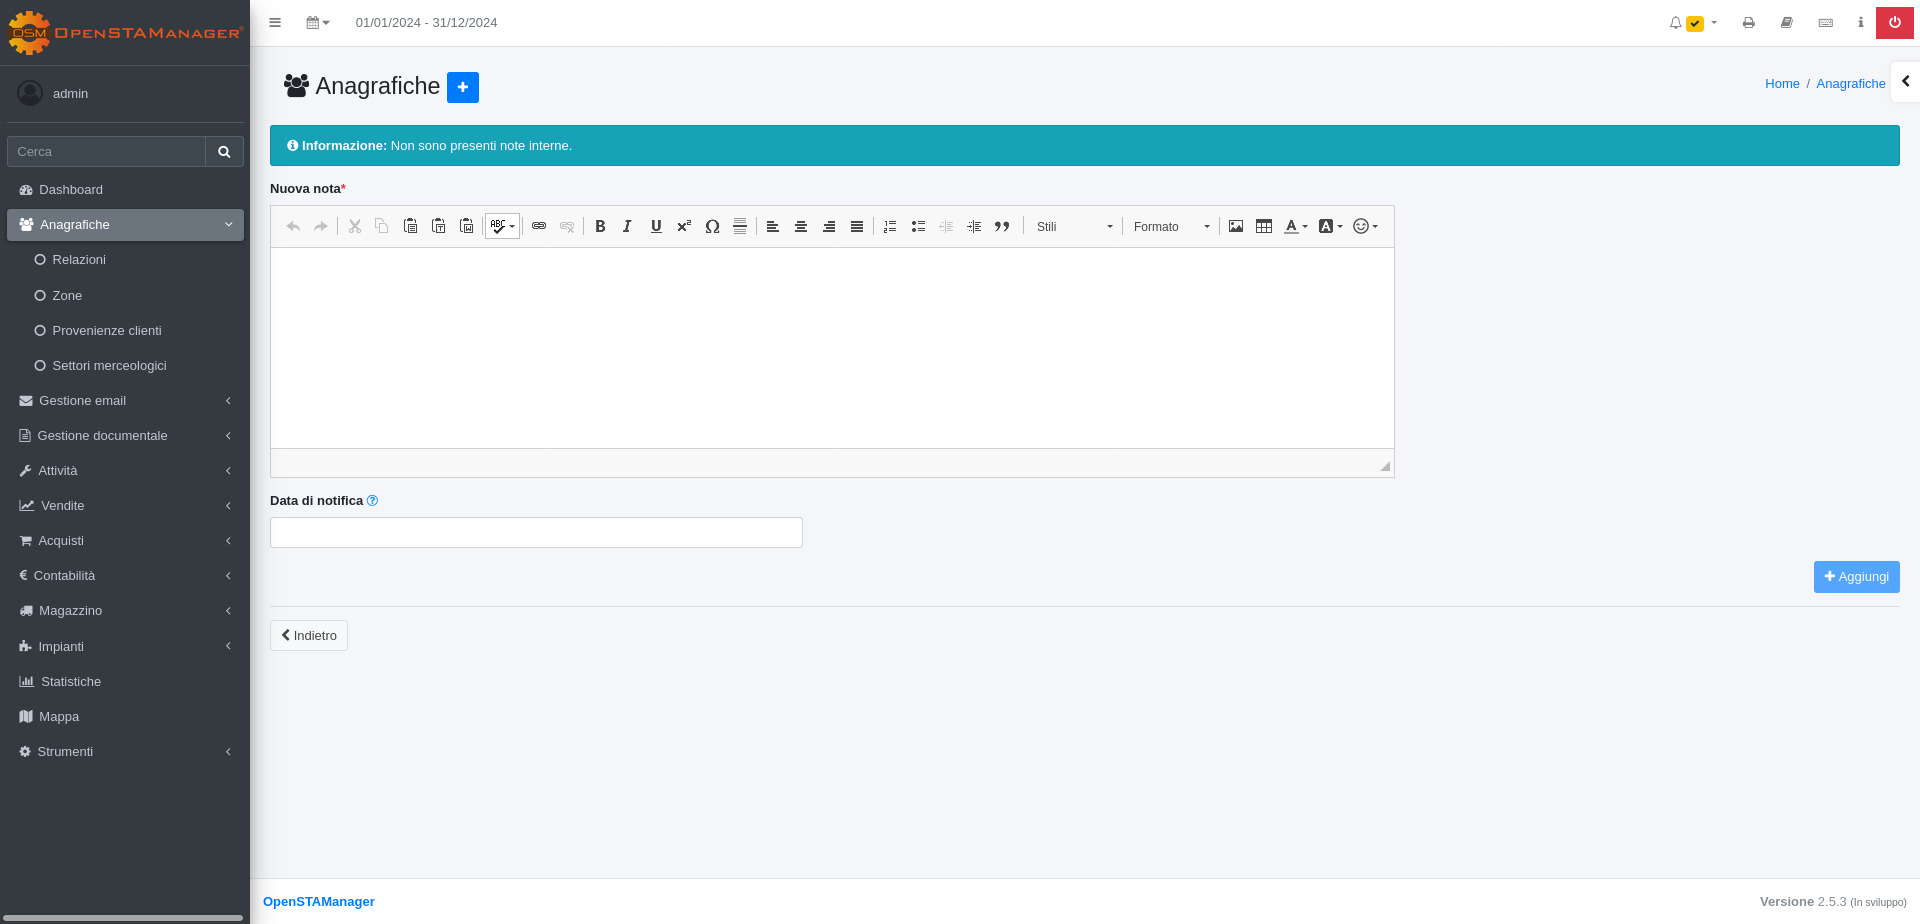 OSM OpenSTAManager®
01/01/2024 - 31/12/2024
admin
Cerca
Dashboard
Anagrafiche
Relazioni
Zone
Provenienze clienti
Settori merceologici
Gestione email
Gestione documentale
Attività
Vendite
Acquisti
Contabilità
Magazzino
Impianti
Statistiche
Mappa
Strumenti
Anagrafiche
Home / Anagrafiche
Informazione: Non sono presenti note interne.
Nuova nota*
ABC
Stili
Formato
Data di notifica
Aggiungi
Indietro
OpenSTAManager
Versione 2.5.3 (In sviluppo)